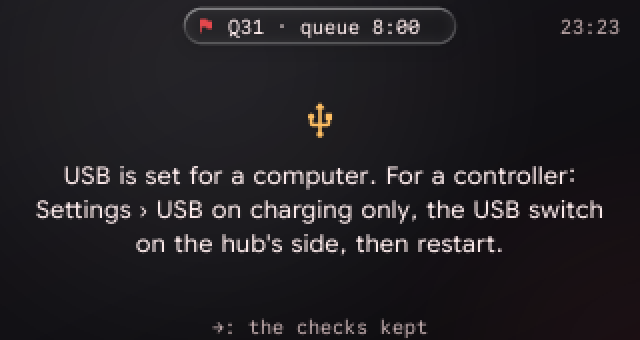 Q31 · queue 8:00
23:23
USB is set for a computer. For a controller:
Settings › USB on charging only, the USB switch
on the hub's side, then restart.
→: the checks kept